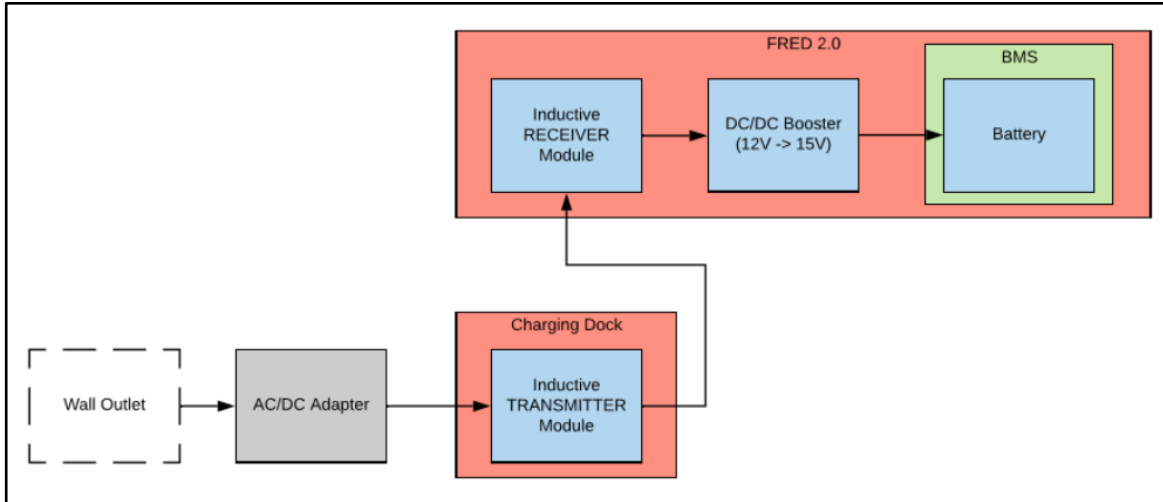 FRED 2.0
BMS
Inductive
RECEIVER
Module
DC/DC Booster
(12V -> 15V)
Battery
Charging Dock
Wall Outlet
AC/DC Adapter
Inductive
TRANSMITTER
Module